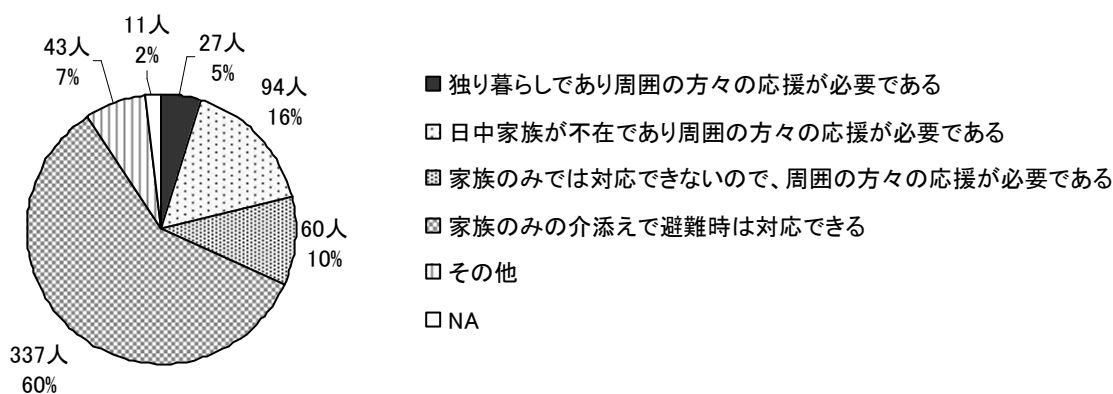 11人
2%
27人
5%
43人
7%
94人
16%
60人
10%
337人
60%
独り暮らしであり周囲の方々の応援が必要である
日中家族が不在であり周囲の方々の応援が必要である
家族のみでは対応できないので、周囲の方々の応援が必要である
家族のみの介添えで避難時は対応できる
その他
NA